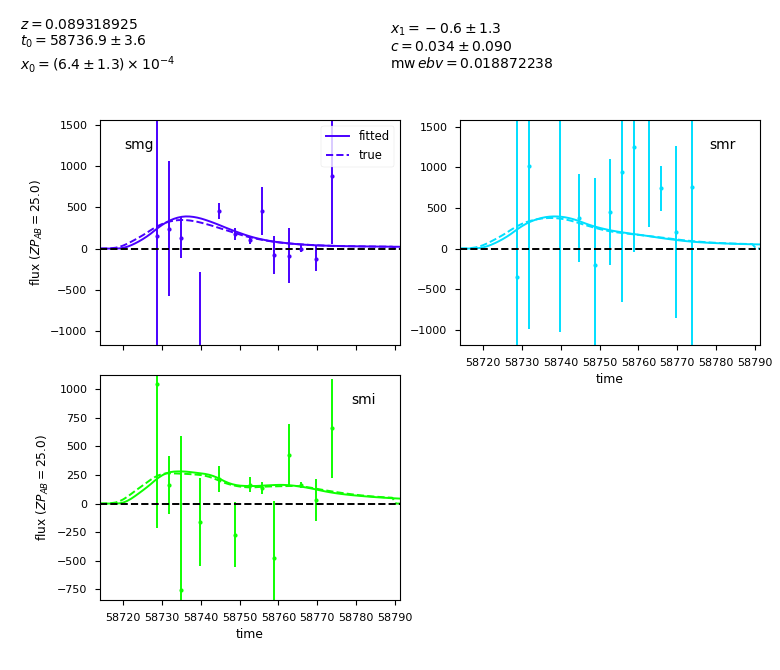 z = 0.089318925
t₀ = 58736.9 ± 3.6
x₀ = (6.4 ± 1.3) × 10⁻⁴
x₁ = −0.6 ± 1.3
c = 0.034 ± 0.090
mw ebv = 0.018872238
smg
fitted
true
1500
1000
500
0
−500
−1000
flux (ZP_AB = 25.0)
smr
1500
1000
500
0
−500
−1000
58720 58730 58740 58750 58760 58770 58780 58790
time
smi
1000
750
500
250
0
−250
−500
−750
flux (ZP_AB = 25.0)
58720 58730 58740 58750 58760 58770 58780 58790
time